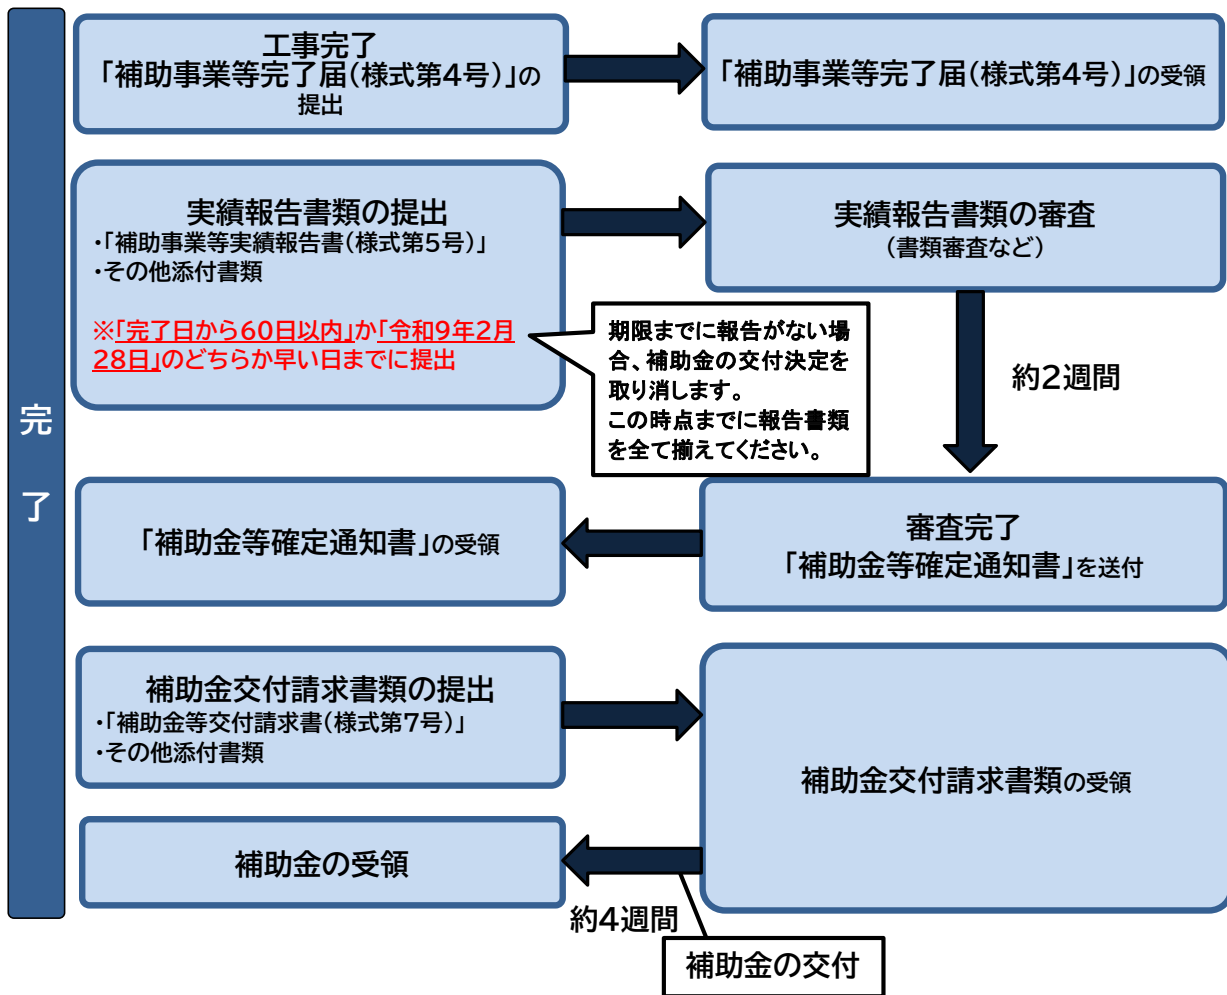 完
了
工事完了
「補助事業等完了届(様式第4号)」の
提出
「補助事業等完了届(様式第4号)」の受領
実績報告書類の提出
・「補助事業等実績報告書(様式第5号)」
・その他添付書類
※「完了日から60日以内」か「令和9年2月
28日」のどちらか早い日までに提出
実績報告書類の審査
(書類審査など)
期限までに報告がない場
合、補助金の交付決定を
取り消します。
この時点までに報告書類
を全て揃えてください。
約2週間
「補助金等確定通知書」の受領
審査完了
「補助金等確定通知書」を送付
補助金交付請求書類の提出
・「補助金等交付請求書(様式第7号)」
・その他添付書類
補助金交付請求書類の受領
補助金の受領
約4週間
補助金の交付